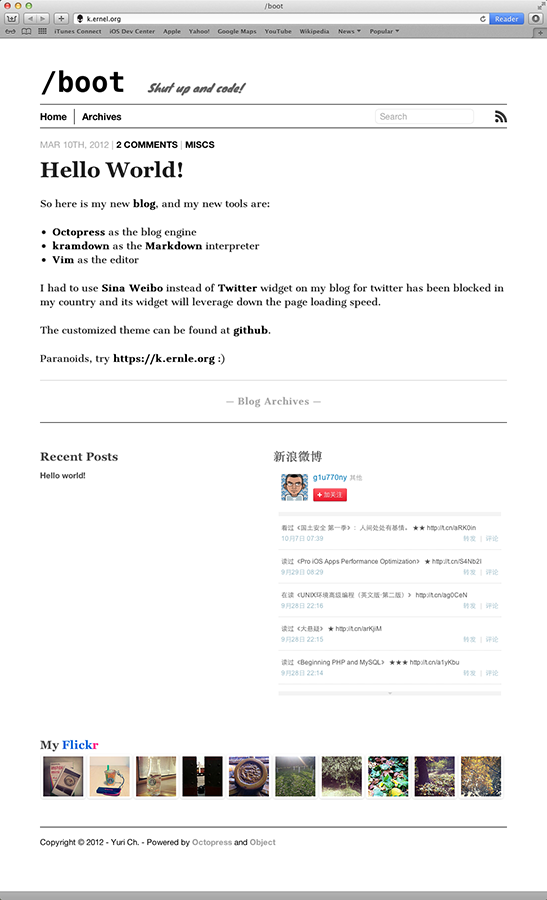 /boot
k.ernel.org
Reader
iTunes Connect iOS Dev Center Apple Yahoo! Google Maps YouTube Wikipedia News Popular
/boot Shut up and code!
Home Archives Search
MAR 10TH, 2012 | 2 COMMENTS | MISCS
Hello World!
So here is my new blog, and my new tools are:
• Octopress as the blog engine
• kramdown as the Markdown interpreter
• Vim as the editor
I had to use Sina Weibo instead of Twitter widget on my blog for twitter has been blocked in
my country and its widget will leverage down the page loading speed.
The customized theme can be found at github.
Paranoids, try https://k.ernle.org :)
— Blog Archives —
Recent Posts
Hello world!
新浪微博
g1u770ny 其他
+ 加关注
看过《国土安全 第一季》：人间处处有基情。 ★★ http://t.cn/aRK0in
10月7日 07:39 转发 | 评论
读过《Pro iOS Apps Performance Optimization》 ★ http://t.cn/S4Nb2I
9月29日 08:29 转发 | 评论
在读《UNIX环境高级编程（英文版·第二版）》 http://t.cn/ag0CeN
9月28日 22:16 转发 | 评论
读过《大悬疑》 ★ http://t.cn/arKjiM
9月28日 22:15 转发 | 评论
读过《Beginning PHP and MySQL》 ★★★ http://t.cn/a1yKbu
9月28日 22:14 转发 | 评论
My Flickr
Copyright © 2012 - Yuri Ch. - Powered by Octopress and Object